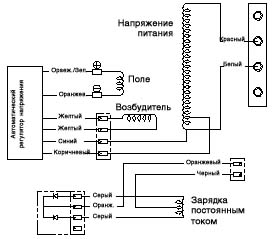 Напряжение
питания
Красный
Белый
Оранж./Зел.
Поле
Оранжев.
Возбудитель
Желтый
Желтый
Синий
Коричневый
Автоматический
регулятор напряжения
Оранжевый
Черный
Серый
Оранж.
Серый
Зарядка
постоянным
током